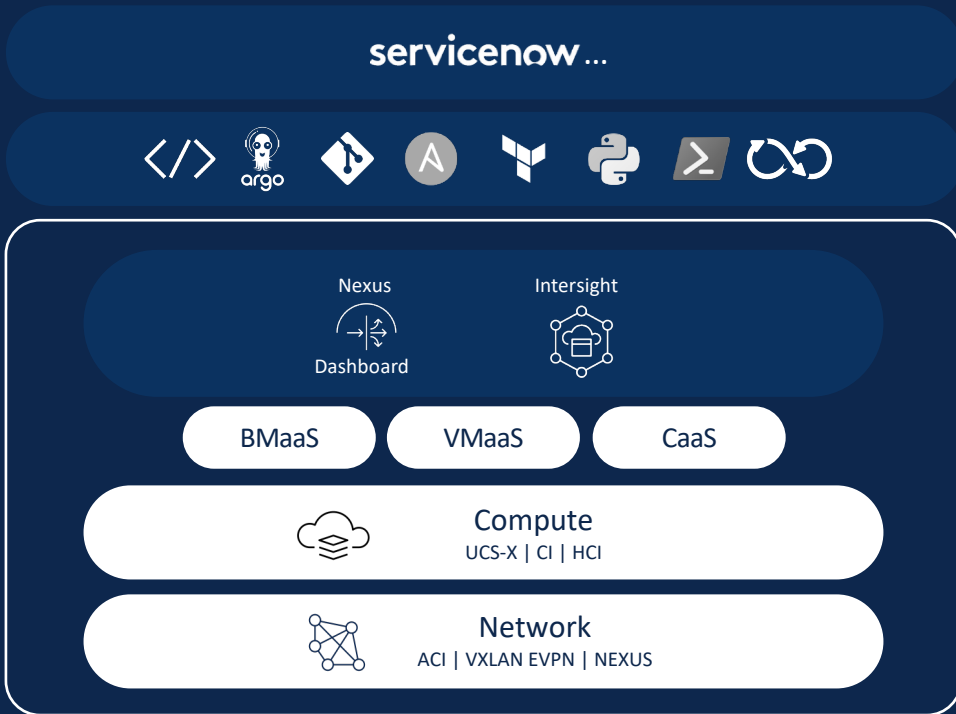 servicenow...
argo
Nexus
Dashboard
Intersight
BMaaS
VMaaS
CaaS
Compute
UCS-X | CI | HCI
Network
ACI | VXLAN EVPN | NEXUS